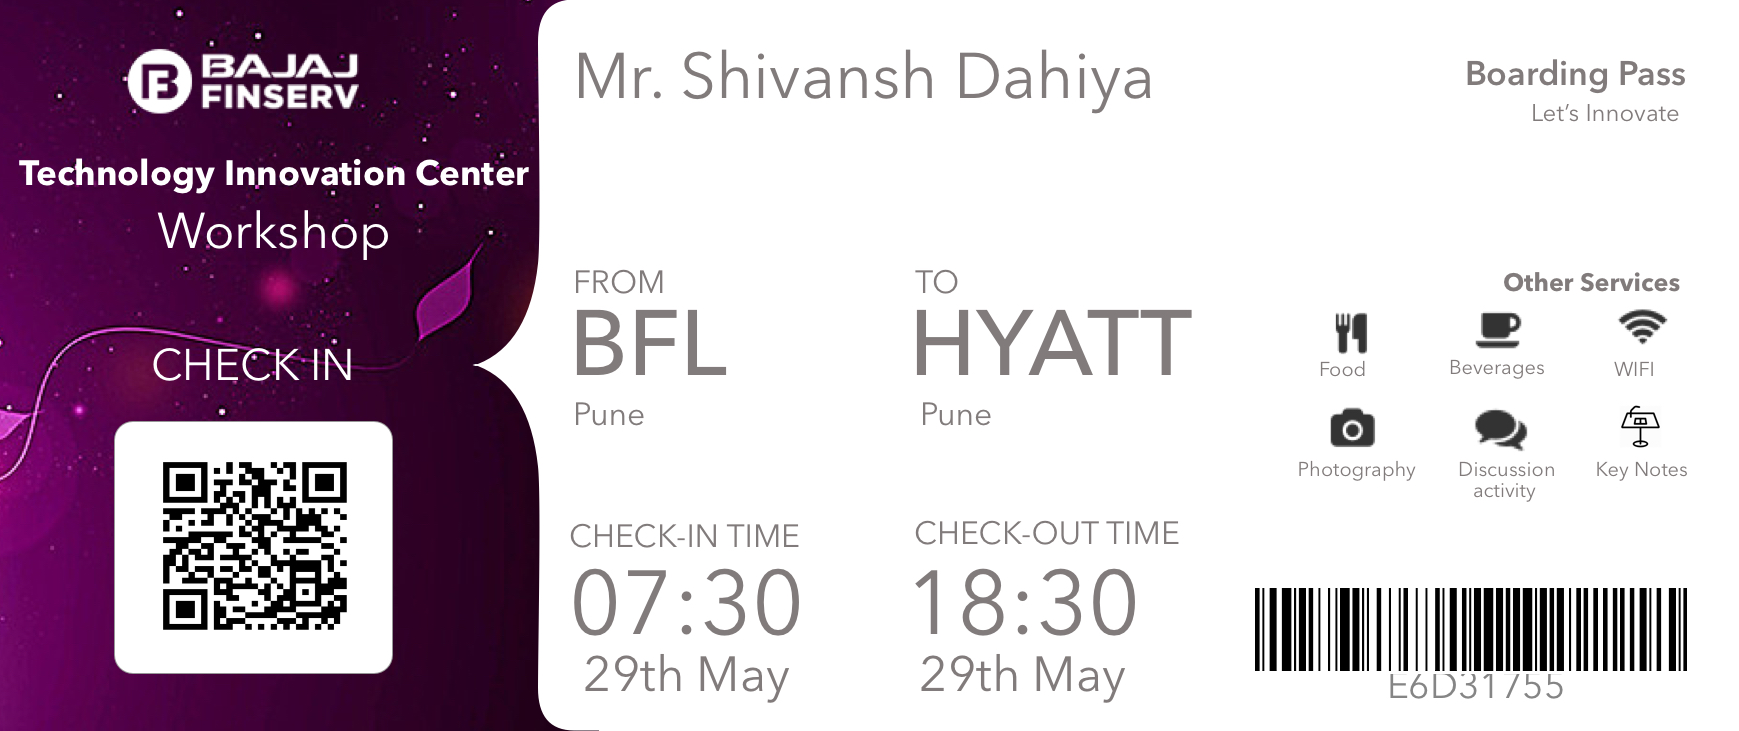 BAJAJ
FINSERV
Technology Innovation Center
Workshop
CHECK IN
Mr. Shivansh Dahiya
Boarding Pass
Let's Innovate
FROM
BFL
Pune
TO
HYATT
Pune
Other Services
Food
Beverages
WIFI
Photography
Discussion
activity
Key Notes
CHECK-IN TIME
07:30
29th May
CHECK-OUT TIME
18:30
29th May
E6D31755